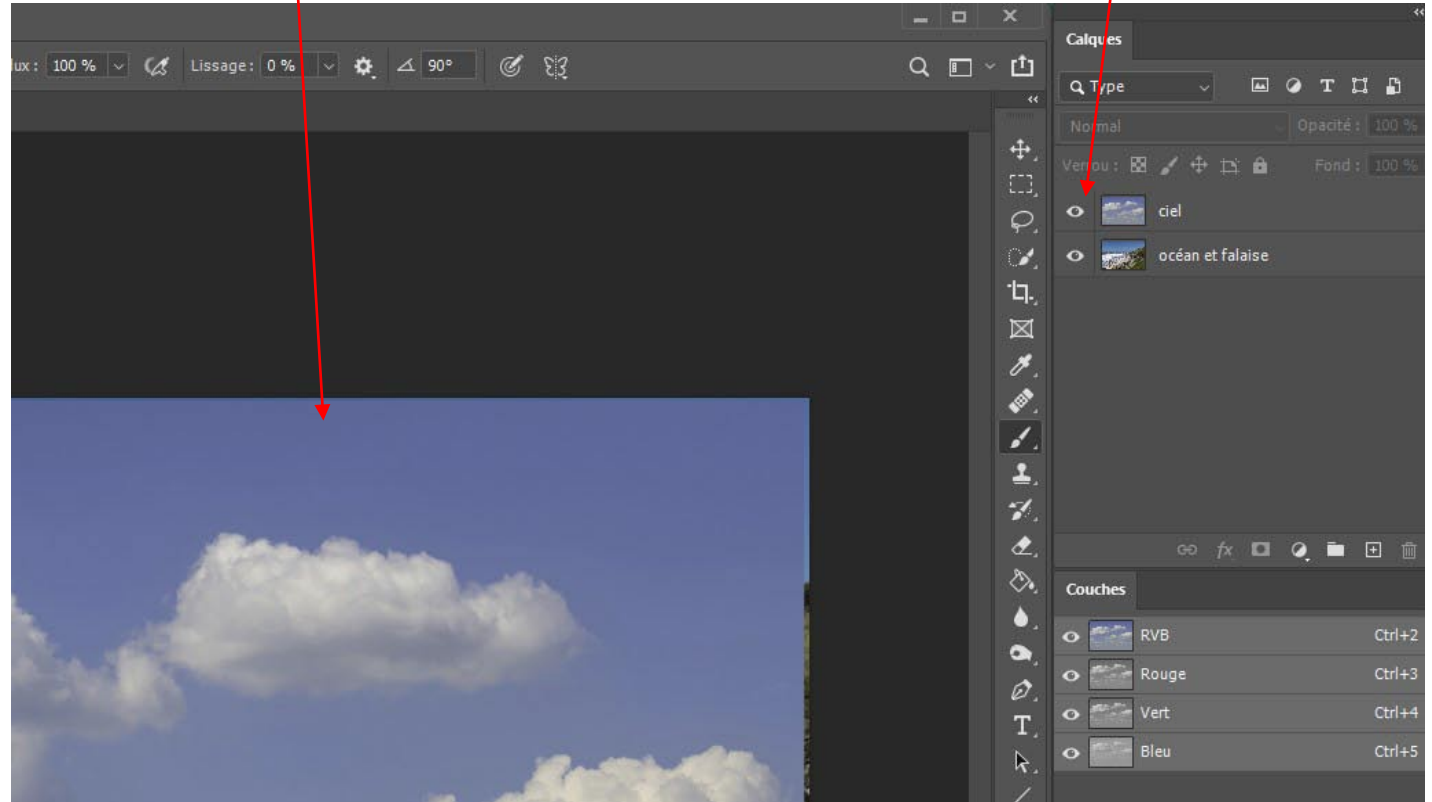 lux : 100 % Lissage : 0 % 90°
Calques
Type
Normal Opacité : 100 %
Verrou : Fond : 100 %
ciel
océan et falaise
fx
Couches
RVB Ctrl+2
Rouge Ctrl+3
Vert Ctrl+4
Bleu Ctrl+5